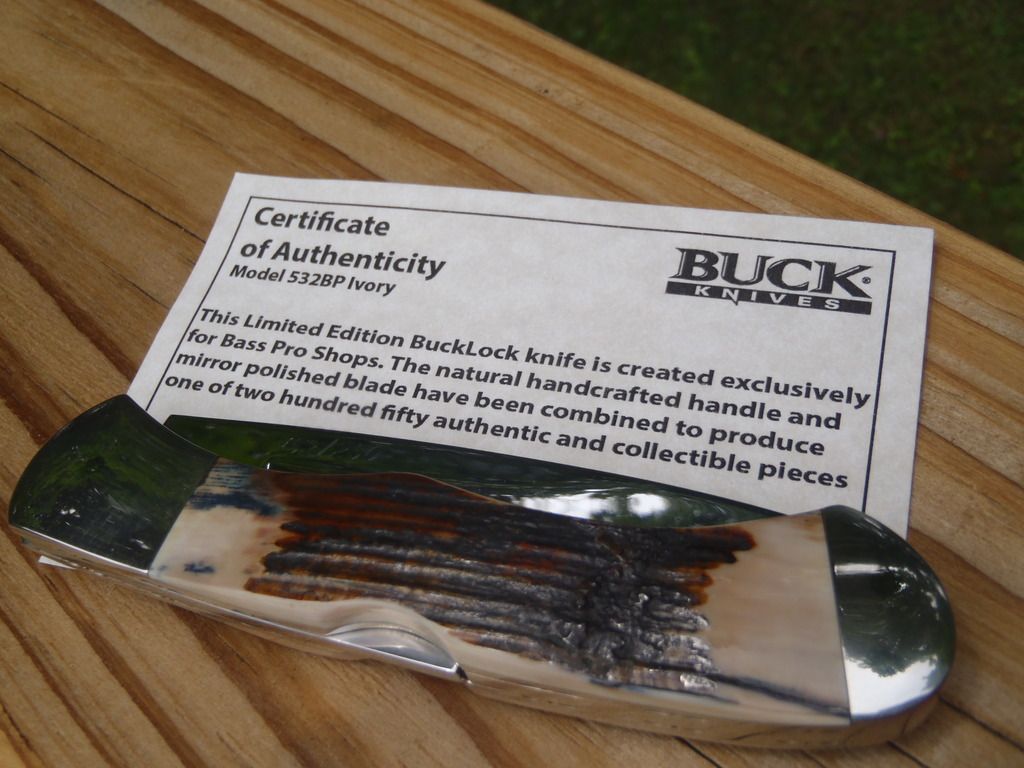 Certificate
of Authenticity
Model 532BP Ivory
BUCK®
KNIVES
This Limited Edition BuckLock knife is created exclusively
for Bass Pro Shops. The natural handcrafted handle and
mirror polished blade have been combined to produce
one of two hundred fifty authentic and collectible pieces